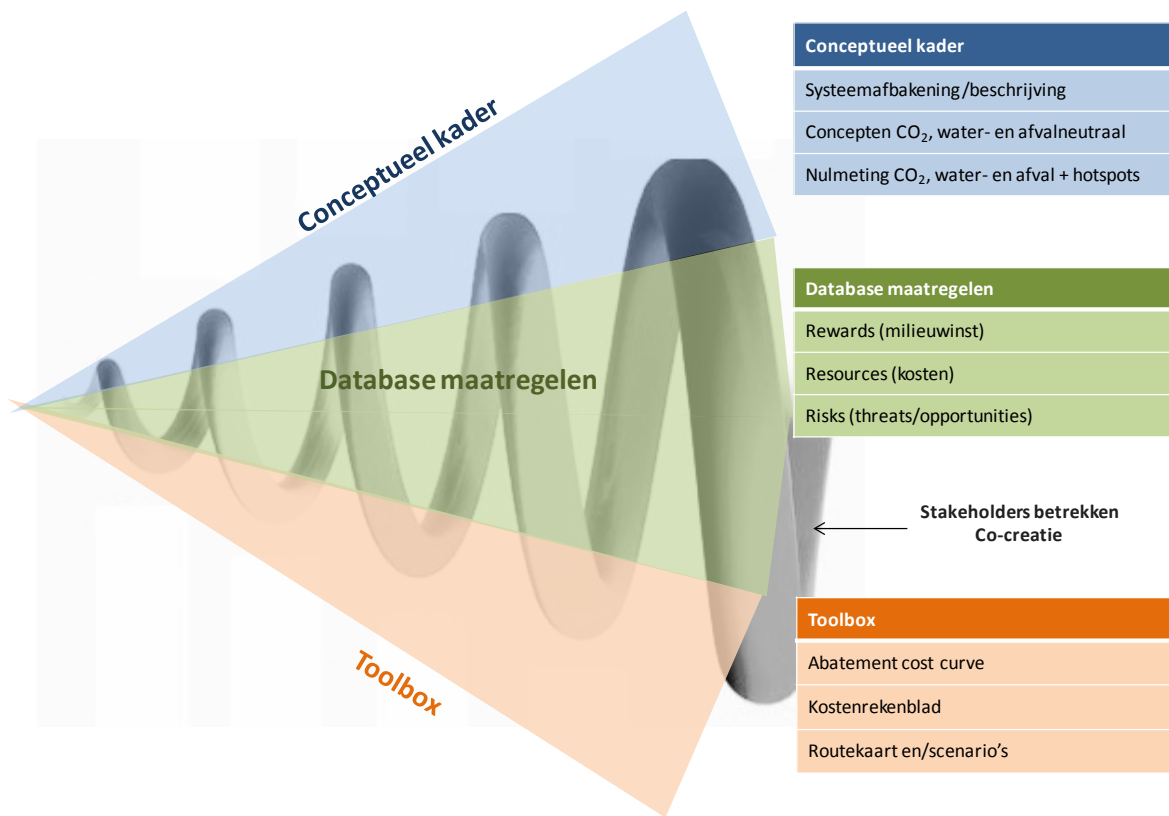 Conceptueel kader
Database maatregelen
Toolbox
Conceptueel kader
Systeemafbakening/beschrijving
Concepten CO₂, water- en afvalneutraal
Nulmeting CO₂, water- en afval + hotspots
Database maatregelen
Rewards (milieuwinst)
Resources (kosten)
Risks (threats/opportunities)
Stakeholders betrekken
Co-creatie
Toolbox
Abatement cost curve
Kostenrekenblad
Routekaart en/scenario's